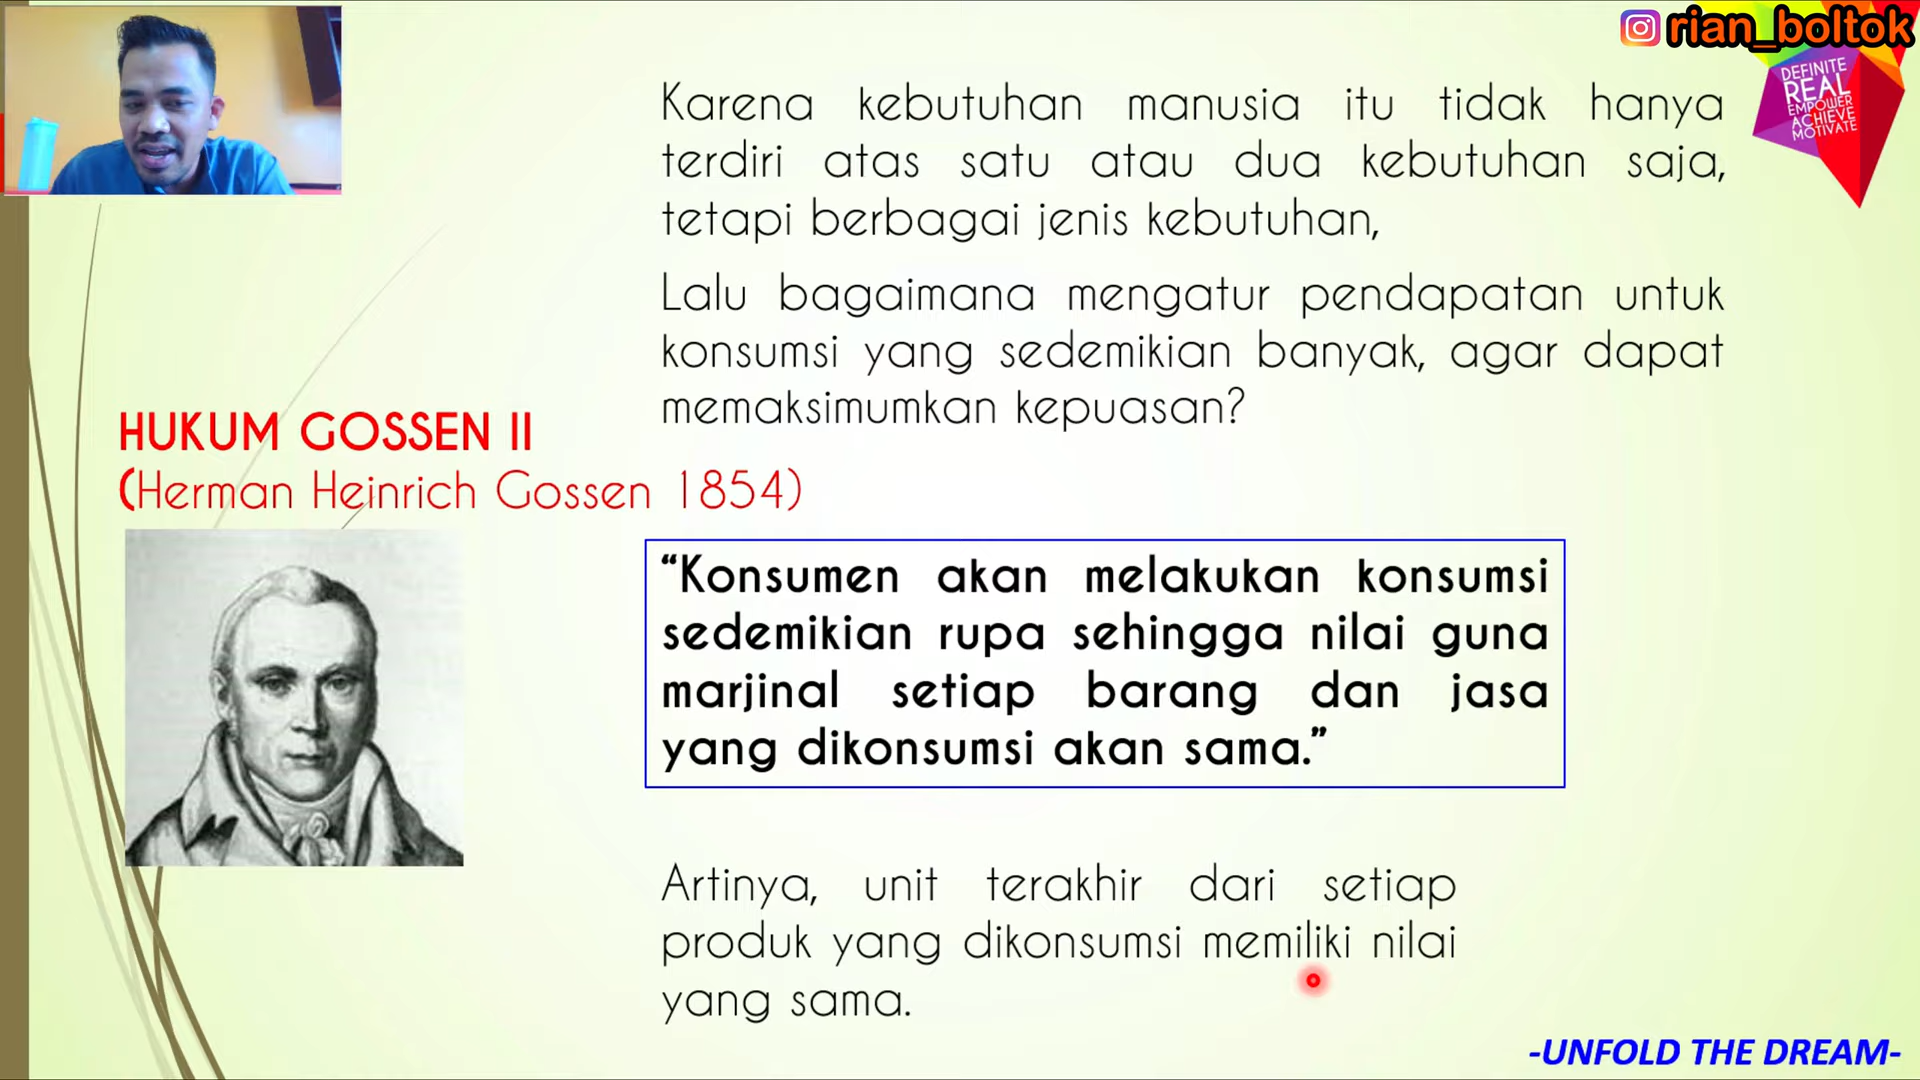 rian_boltok
DEFINITE
REAL
EMPOWER
ACHIEVE
MOTIVATE
Karena kebutuhan manusia itu tidak hanya
terdiri atas satu atau dua kebutuhan saja,
tetapi berbagai jenis kebutuhan,
Lalu bagaimana mengatur pendapatan untuk
konsumsi yang sedemikian banyak, agar dapat
memaksimumkan kepuasan?
HUKUM GOSSEN II
(Herman Heinrich Gossen 1854)
“Konsumen akan melakukan konsumsi
sedemikian rupa sehingga nilai guna
marjinal setiap barang dan jasa
yang dikonsumsi akan sama.”
Artinya, unit terakhir dari setiap
produk yang dikonsumsi memiliki nilai
yang sama.
-UNFOLD THE DREAM-